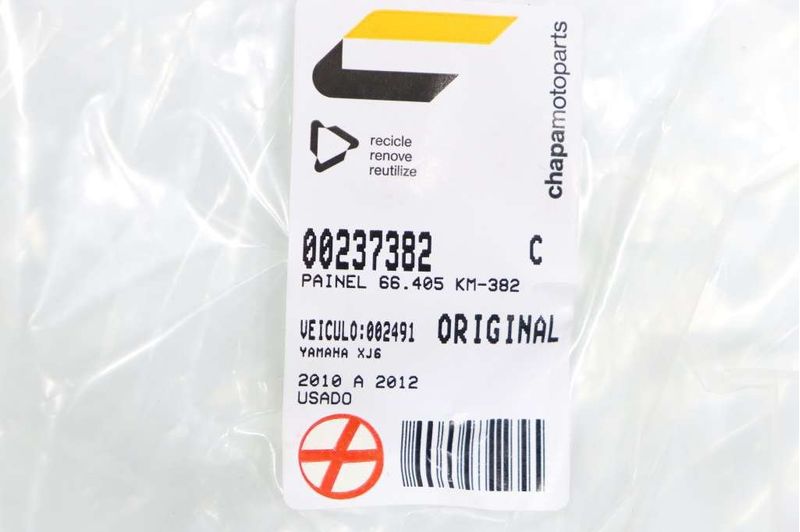 recicle
renove
reutilize
chapamotoparts
00237382 C
PAINEL 66.405 KM-382
VEICULO:002491 ORIGINAL
YAMAHA XJ6
2010 A 2012
USADO